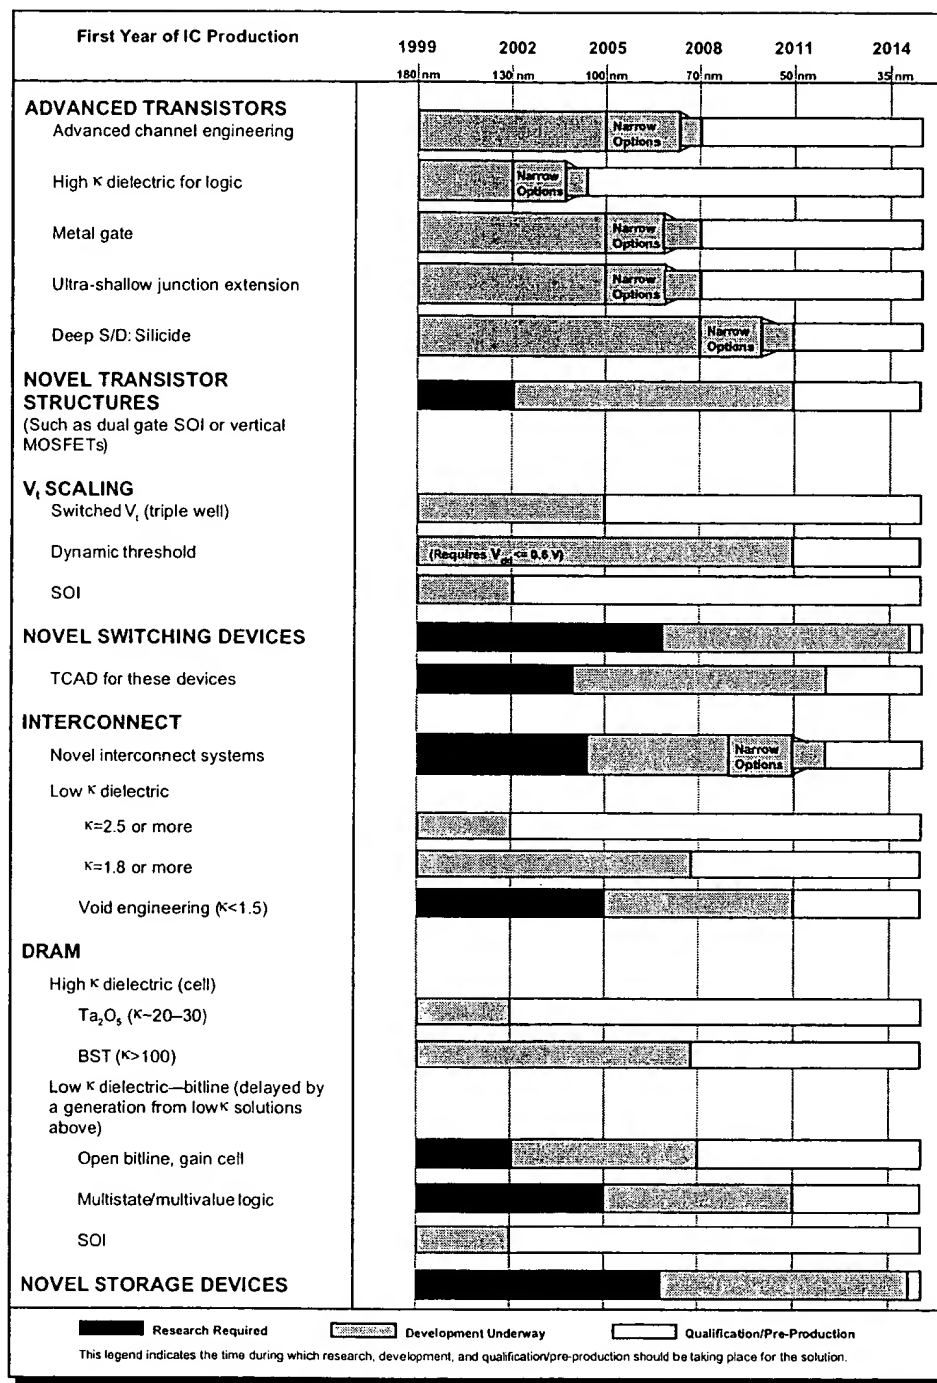 First Year of IC Production
1999 2002 2005 2008 2011 2014
180 nm 130 nm 100 nm 70 nm 50 nm 35 nm
ADVANCED TRANSISTORS
Advanced channel engineering
Narrow
Options
High κ dielectric for logic
Narrow
Options
Metal gate
Narrow
Options
Ultra-shallow junction extension
Narrow
Options
Deep S/D: Silicide
Narrow
Options
NOVEL TRANSISTOR
STRUCTURES
(Such as dual gate SOI or vertical
MOSFETs)
Vt SCALING
Switched Vt (triple well)
Dynamic threshold
(Requires Vdd <= 0.6 V)
SOI
NOVEL SWITCHING DEVICES
TCAD for these devices
INTERCONNECT
Novel interconnect systems
Narrow
Options
Low κ dielectric
κ=2.5 or more
κ=1.8 or more
Void engineering (κ<1.5)
DRAM
High κ dielectric (cell)
Ta2O5 (κ~20–30)
BST (κ>100)
Low κ dielectric—bitline (delayed by
a generation from low κ solutions
above)
Open bitline, gain cell
Multistate/multivalue logic
SOI
NOVEL STORAGE DEVICES
Research Required Development Underway Qualification/Pre-Production
This legend indicates the time during which research, development, and qualification/pre-production should be taking place for the solution.